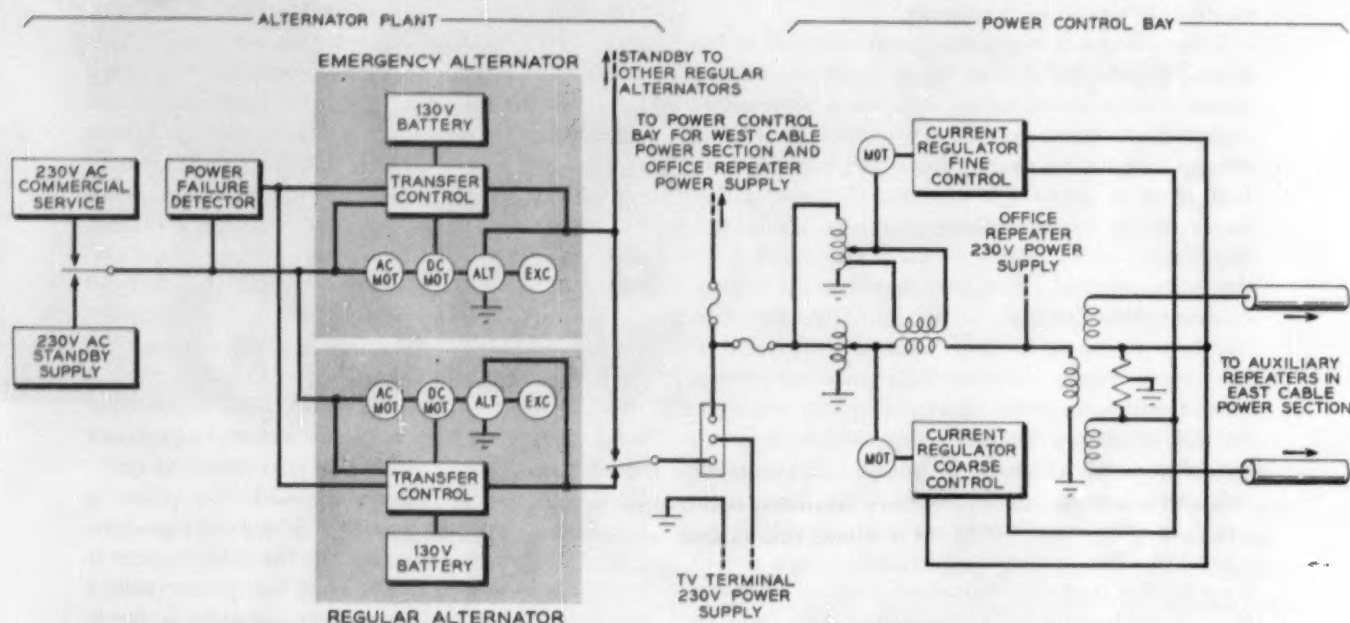 ALTERNATOR PLANT
POWER CONTROL BAY
EMERGENCY ALTERNATOR
130V
BATTERY
TRANSFER
CONTROL
AC
MOT
DC
MOT
ALT
EXC
230V AC
COMMERCIAL
SERVICE
POWER
FAILURE
DETECTOR
230V AC
STANDBY
SUPPLY
AC
MOT
DC
MOT
ALT
EXC
TRANSFER
CONTROL
130V
BATTERY
REGULAR ALTERNATOR
STANDBY TO
OTHER REGULAR
ALTERNATORS
TO POWER CONTROL
BAY FOR WEST CABLE
POWER SECTION AND
OFFICE REPEATER
POWER SUPPLY
TV TERMINAL
230V POWER
SUPPLY
MOT
CURRENT
REGULATOR
FINE
CONTROL
OFFICE
REPEATER
230V POWER
SUPPLY
MOT
CURRENT
REGULATOR
COARSE
CONTROL
TO AUXILIARY
REPEATERS IN
EAST CABLE
POWER SECTION